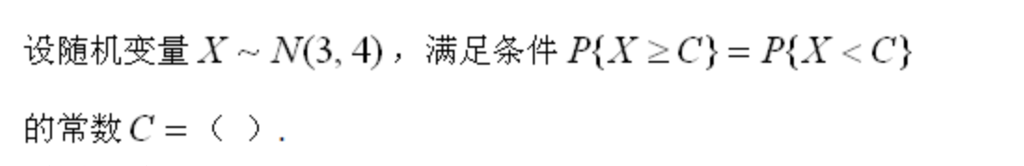 设随机变量 X ~ N(3, 4)，满足条件 P{X ≥ C} = P{X < C}
的常数 C =（ ）.